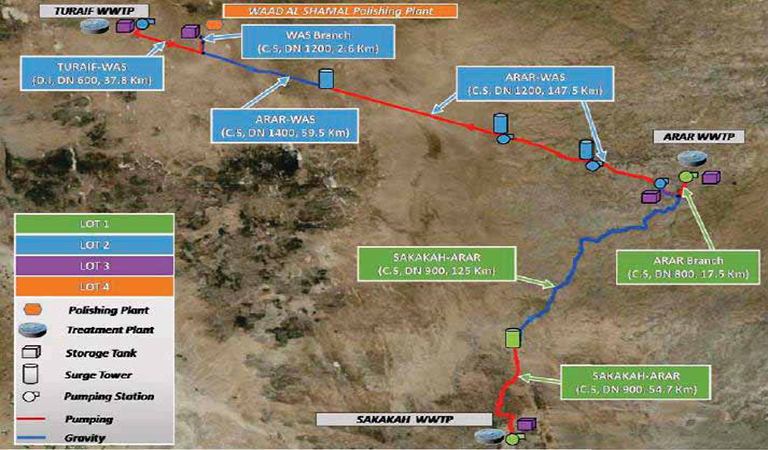 TURAIF WWTP
WAAD AL SHAMAL Polishing Plant
WAS Branch
(C.S, DN 1200, 2.6 Km)
TURAIF-WAS
(D.I, DN 600, 37.8 Km)
ARAR-WAS
(C.S, DN 1200, 147.5 Km)
ARAR-WAS
(C.S, DN 1400, 59.5 Km)
ARAR WWTP
SAKAKAH-ARAR
(C.S, DN 900, 125 Km)
ARAR Branch
(C.S, DN 800, 17.5 Km)
LOT 1
LOT 2
LOT 3
LOT 4
Polishing Plant
Treatment Plant
Storage Tank
Surge Tower
Pumping Station
Pumping
Gravity
SAKAKAH-ARAR
(C.S, DN 900, 54.7 Km)
SAKAKAH WWTP